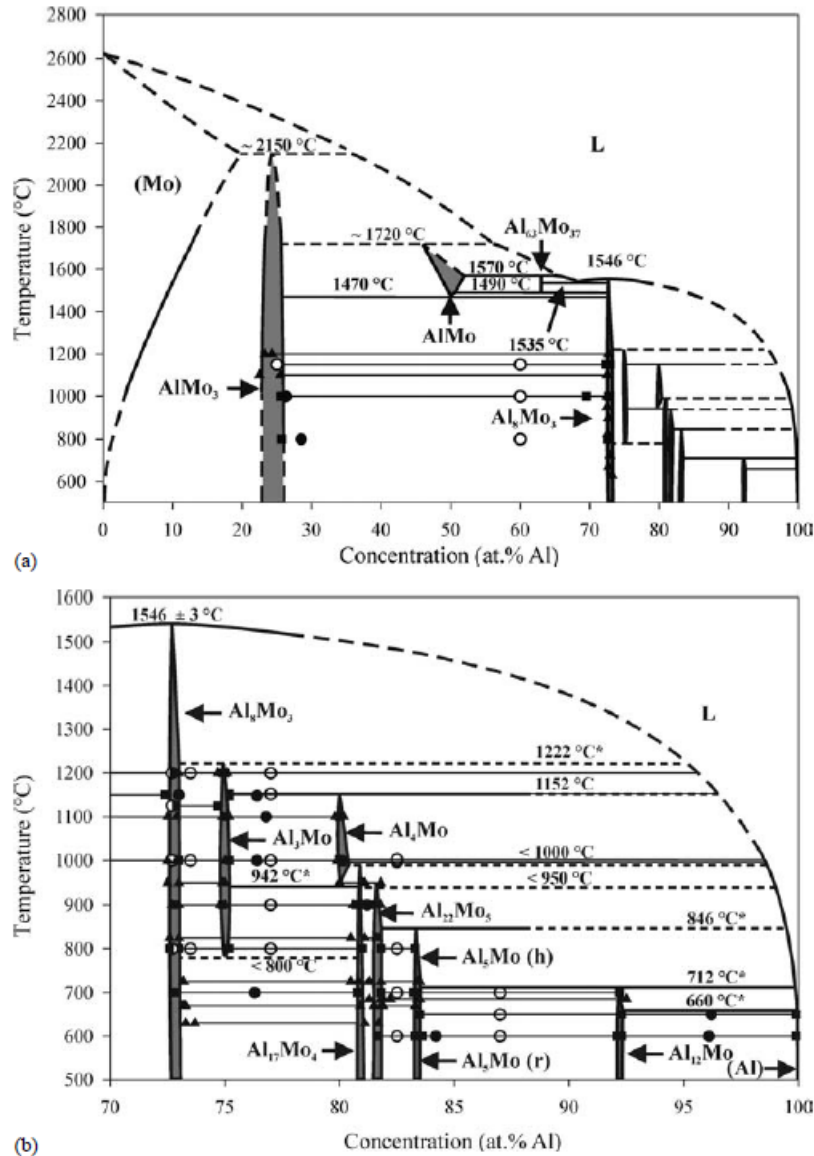 2800
2600
2400
2200
2000
1800
1600
1400
1200
1000
800
600
Temperature (°C)
~ 2150 °C
(Mo)
L
~ 1720 °C
Al63Mo37
1570 °C
1546 °C
1470 °C
1490 °C
AlMo
1535 °C
AlMo3
Al8Mo3
0 10 20 30 40 50 60 70 80 90 100
(a)
Concentration (at.% Al)
1600
1500
1400
1300
1200
1100
1000
900
800
700
600
500
Temperature (°C)
1546 ± 3 °C
Al8Mo3
L
1222 °C*
1152 °C
Al3Mo
Al4Mo
< 1000 °C
942 °C*
< 950 °C
Al22Mo5
846 °C*
Al5Mo (h)
< 800 °C
712 °C*
660 °C*
Al17Mo4
Al5Mo (r)
Al12Mo
(Al)
70 75 80 85 90 95 100
(b)
Concentration (at.% Al)